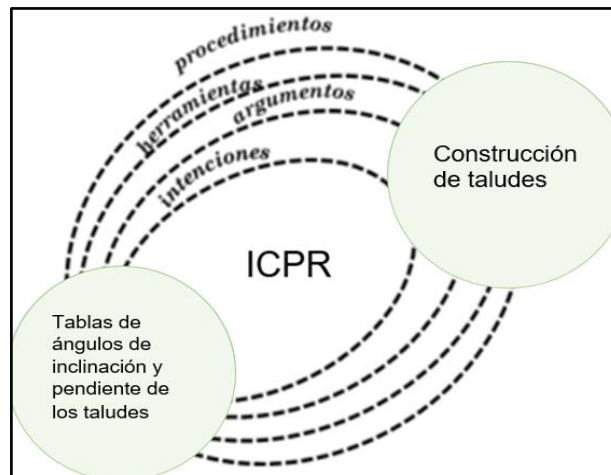 procedimientos
herramientas
argumentos
intenciones
Construcción
de taludes
ICPR
Tablas de
ángulos de
inclinación y
pendiente de
los taludes